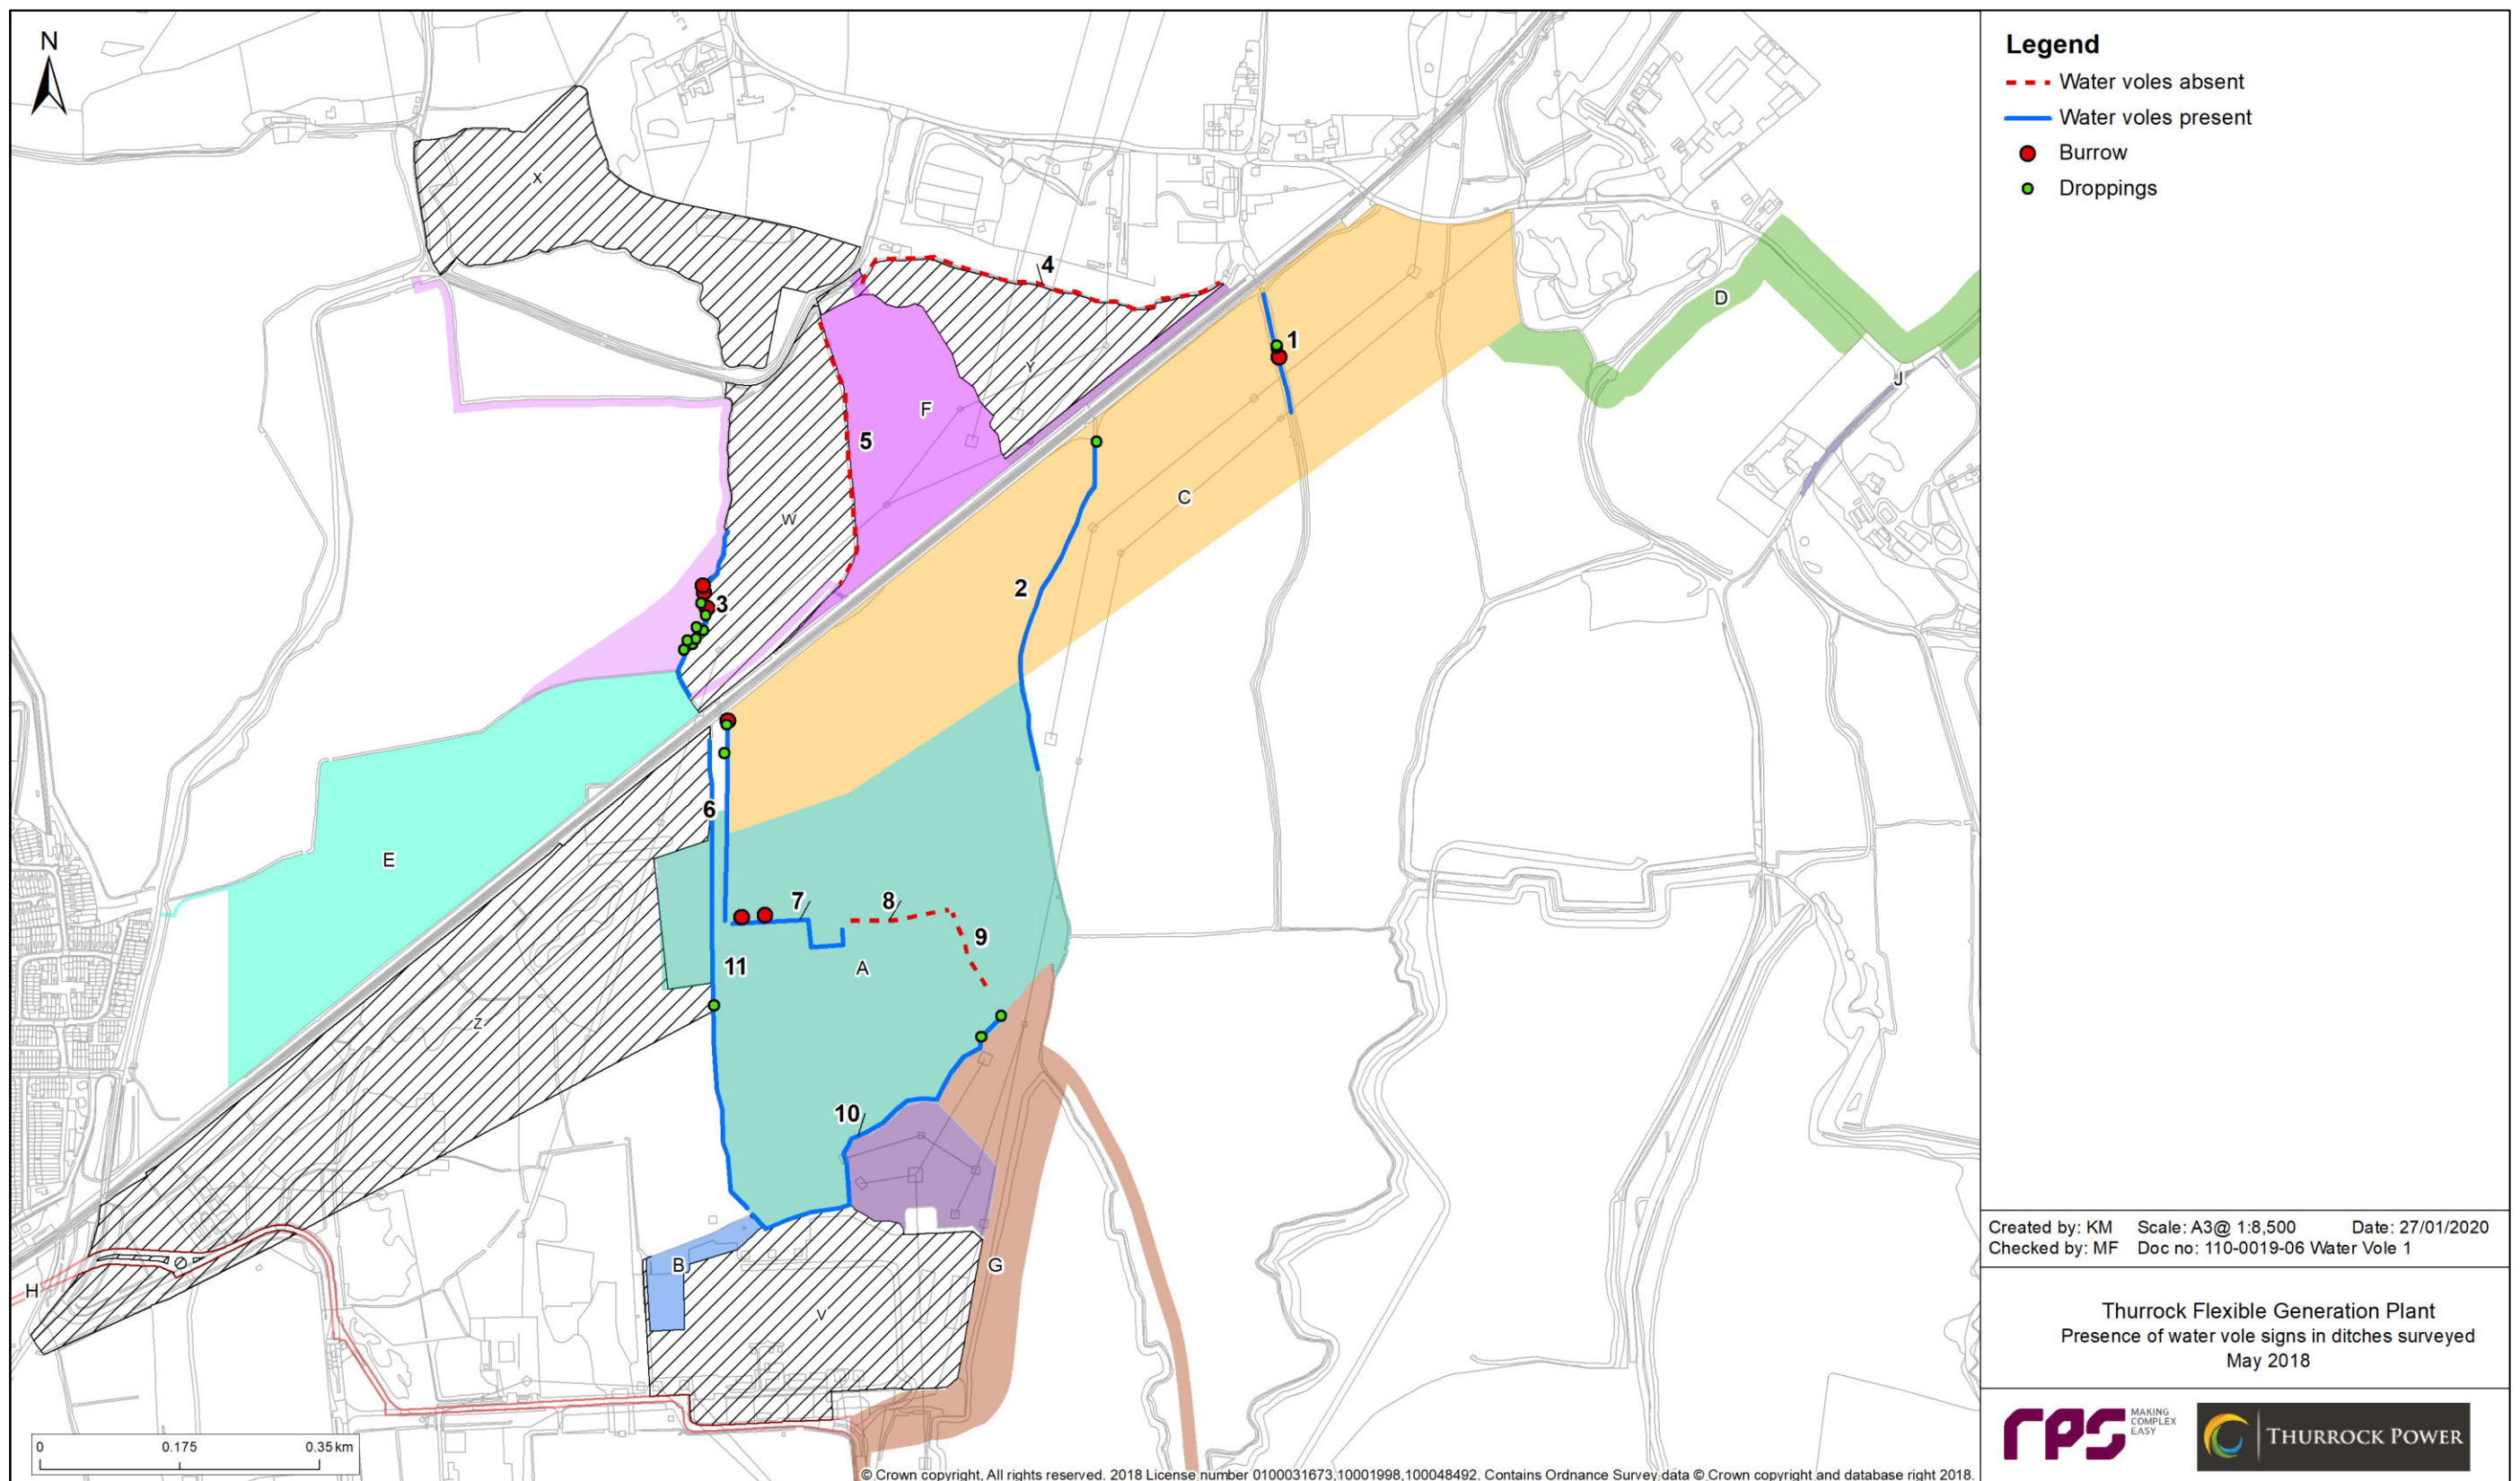 N
X
4
D
1
J
Y
F
5
C
W
2
3
6
E
7
8
9
11
A
Z
10
B
G
H
V
0
0.175
0.35 km
© Crown copyright, All rights reserved. 2018 License number 0100031673,10001998,100048492. Contains Ordnance Survey data © Crown copyright and database right 2018.
Legend
Water voles absent
Water voles present
Burrow
Droppings
Created by: KM Scale: A3@ 1:8,500 Date: 27/01/2020
Checked by: MF Doc no: 110-0019-06 Water Vole 1
Thurrock Flexible Generation Plant
Presence of water vole signs in ditches surveyed
May 2018
rps
MAKING
COMPLEX
EASY
THURROCK POWER